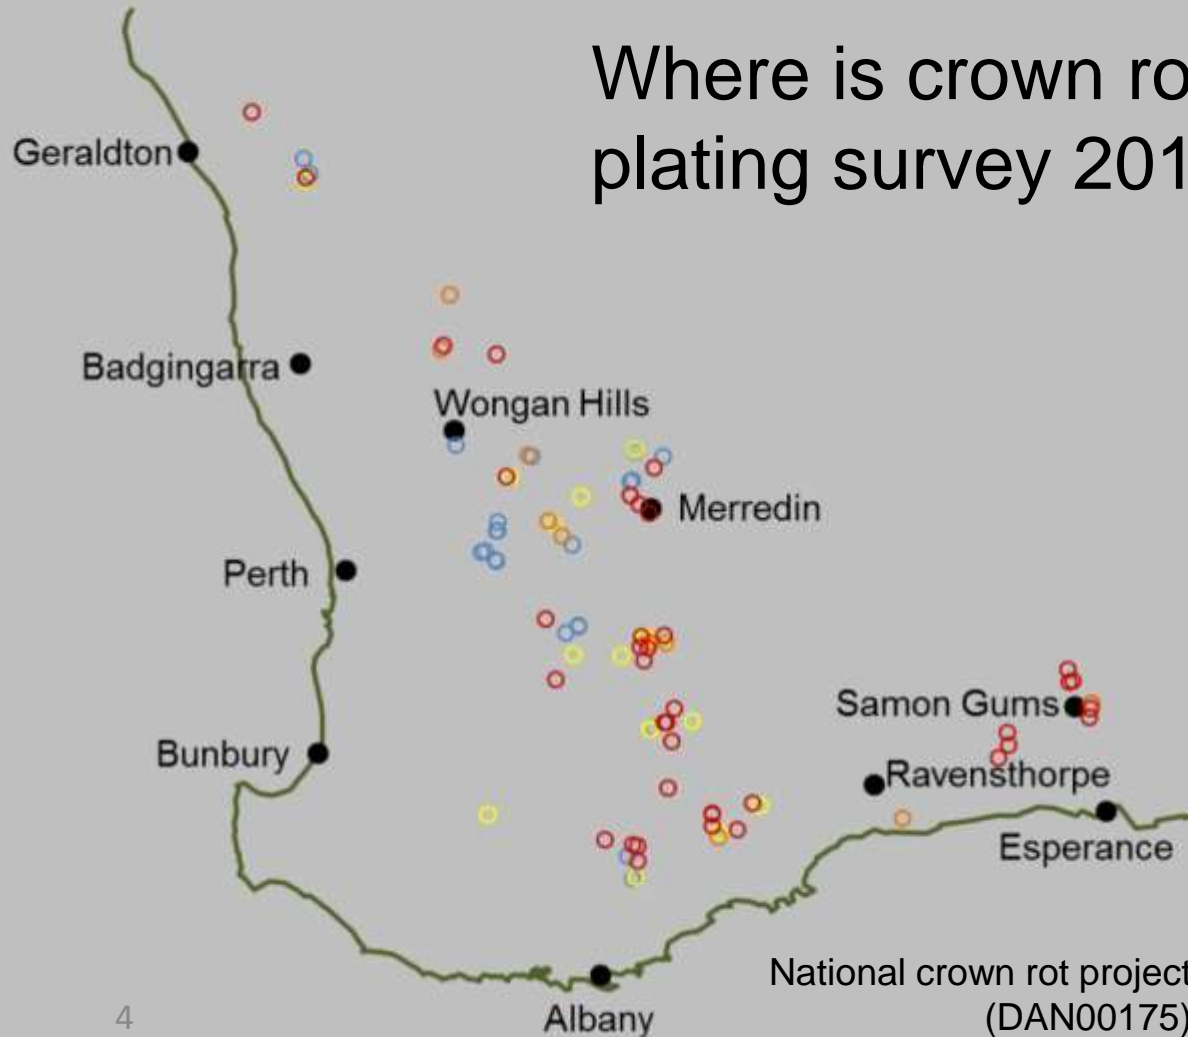 Where is crown ro
plating survey 201
Geraldton
Badgingarra
Wongan Hills
Merredin
Perth
Samon Gums
Bunbury
Ravensthorpe
Esperance
National crown rot project
(DAN00175)
4
Albany